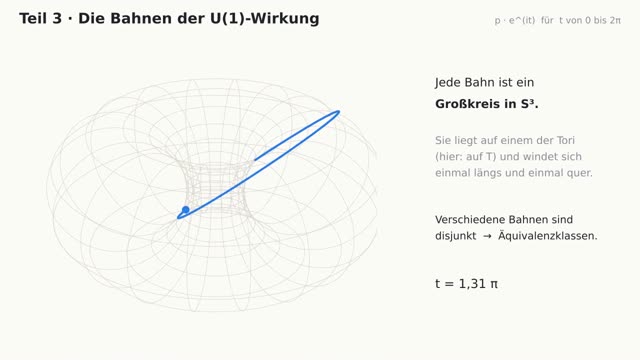 Teil 3 · Die Bahnen der U(1)-Wirkung
p · e^(it) für t von 0 bis 2π
Jede Bahn ist ein
Großkreis in S³.
Sie liegt auf einem der Tori
(hier: auf T) und windet sich
einmal längs und einmal quer.
Verschiedene Bahnen sind
disjunkt → Äquivalenzklassen.
t = 1,31 π